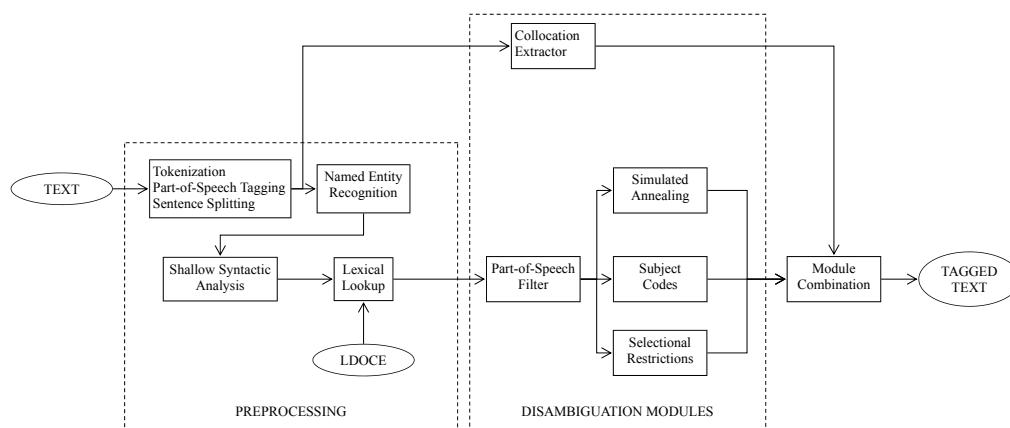 Collocation
Extractor
TEXT
Tokenization
Part-of-Speech Tagging
Sentence Splitting
Named Entity
Recognition
Simulated
Annealing
Shallow Syntactic
Analysis
Lexical
Lookup
Part-of-Speech
Filter
Subject
Codes
Module
Combination
TAGGED
TEXT
LDOCE
Selectional
Restrictions
PREPROCESSING
DISAMBIGUATION MODULES